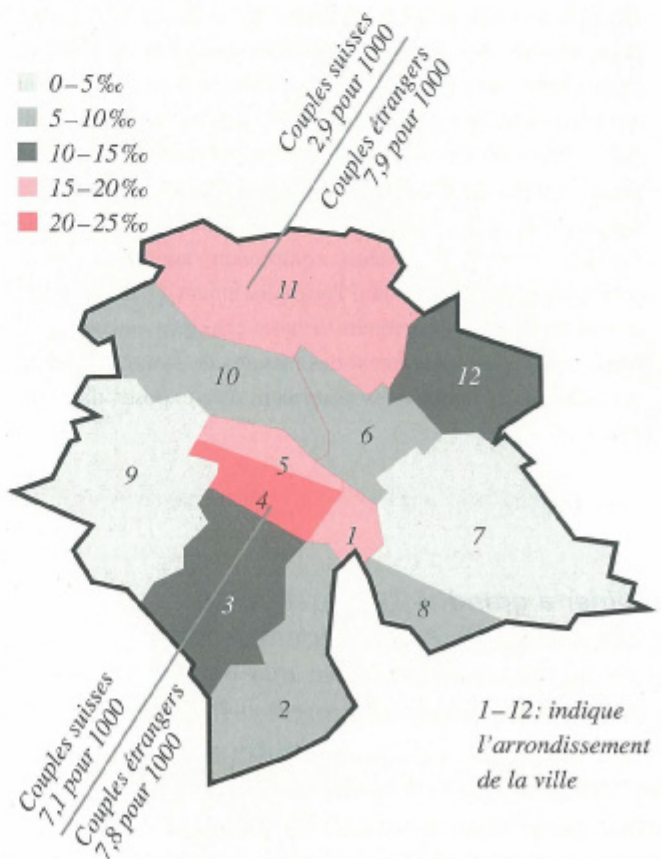 Couples suisses
2,9 pour 1000
Couples étrangers
7,9 pour 1000
0–5‰
5–10‰
10–15‰
15–20‰
20–25‰
11
12
10
6
9
5
4
7
1
3
8
2
1–12: indique
l'arrondissement
de la ville
Couples suisses
7,1 pour 1000
Couples étrangers
7,8 pour 1000